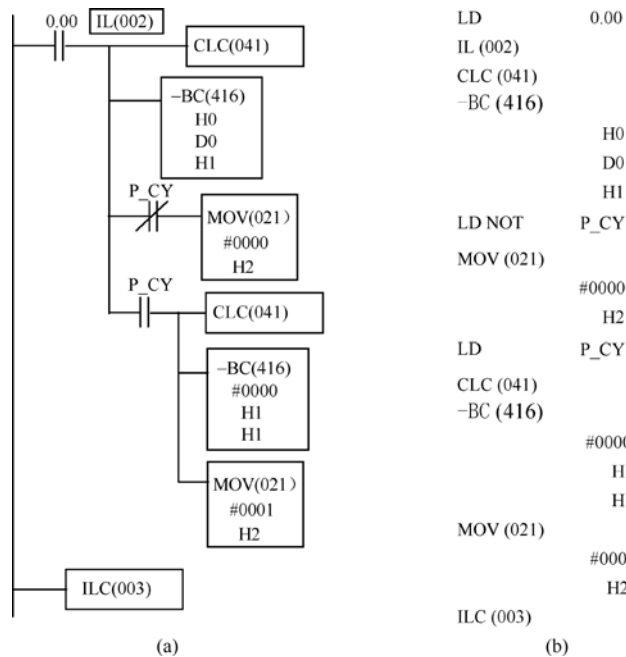 0.00 IL(002)
CLC(041)
−BC(416)
H0
D0
H1
P_CY
MOV(021)
#0000
H2
P_CY
CLC(041)
−BC(416)
#0000
H1
H1
MOV(021)
#0001
H2
ILC(003)
(a)
LD 0.00
IL (002)
CLC (041)
−BC (416)
H0
D0
H1
LD NOT P_CY
MOV (021)
#0000
H2
LD P_CY
CLC (041)
−BC (416)
#0000
H
H
MOV (021)
#000
H2
ILC (003)
(b)